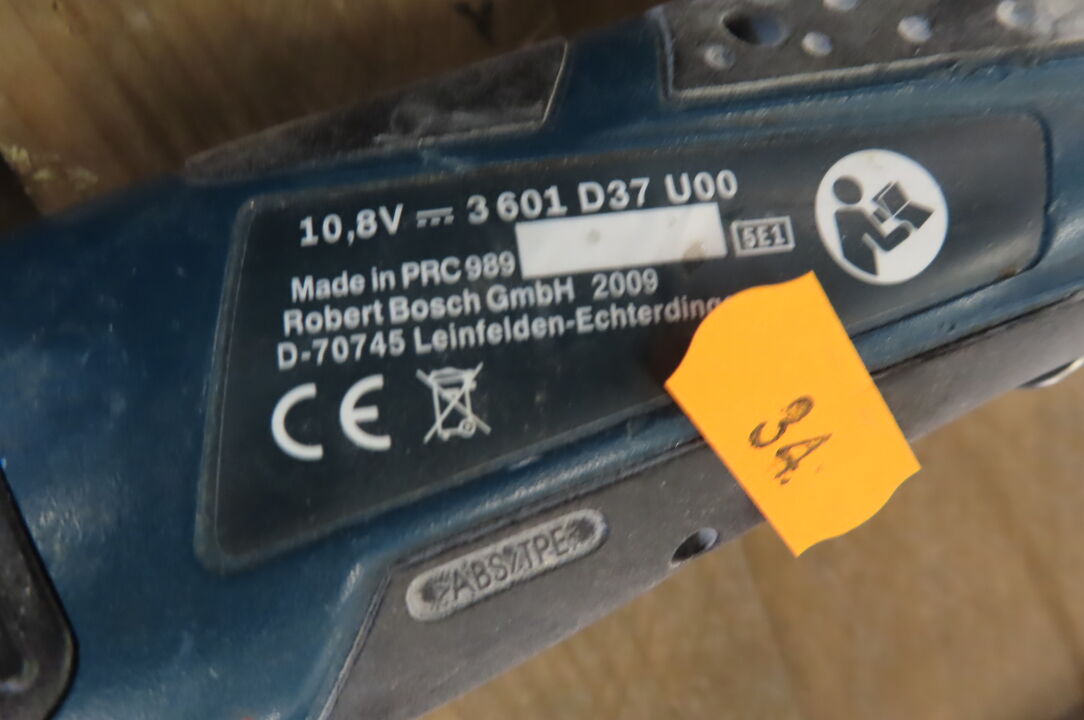 10,8V ⎓ 3 601 D37 U00
Made in PRC 989 5E1
Robert Bosch GmbH 2009
D-70745 Leinfelden-Echterding
CE
34
>ABS/TPE<